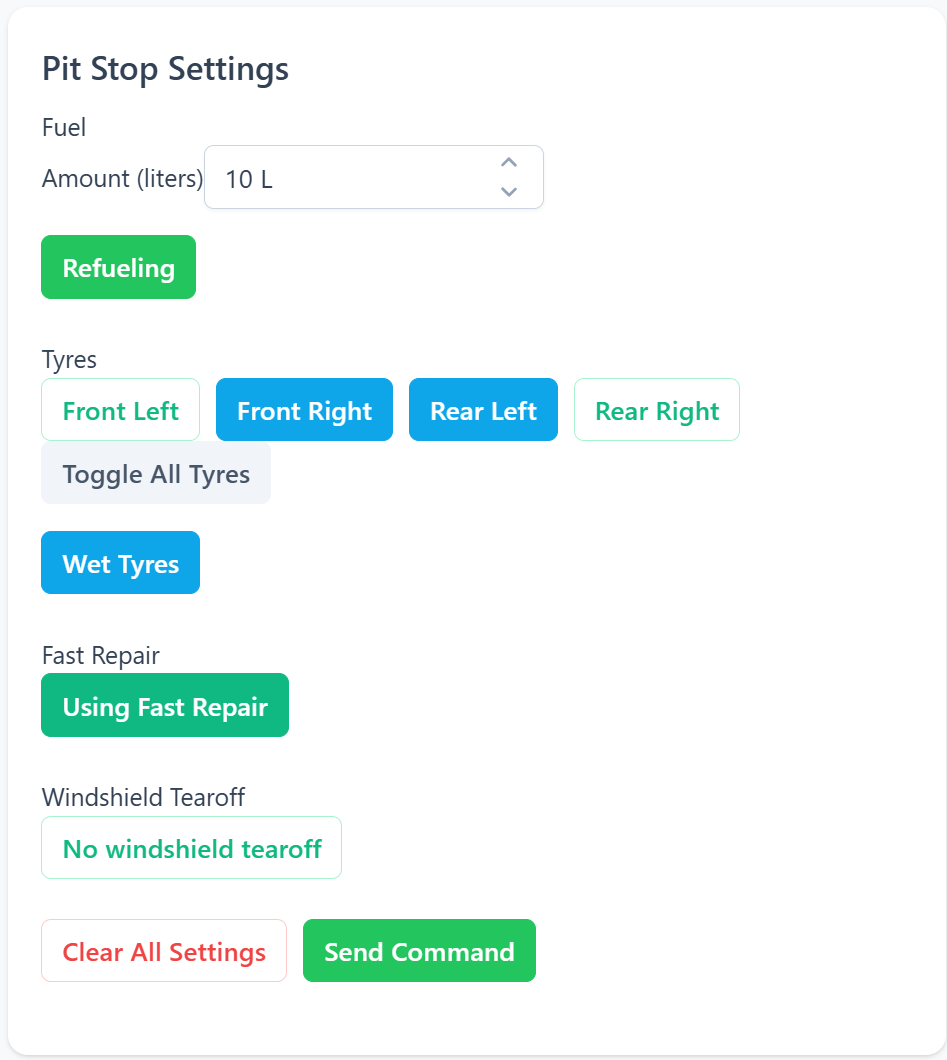 Pit Stop Settings
Fuel
Amount (liters) 10 L
Refueling
Tyres
Front Left Front Right Rear Left Rear Right
Toggle All Tyres
Wet Tyres
Fast Repair
Using Fast Repair
Windshield Tearoff
No windshield tearoff
Clear All Settings Send Command